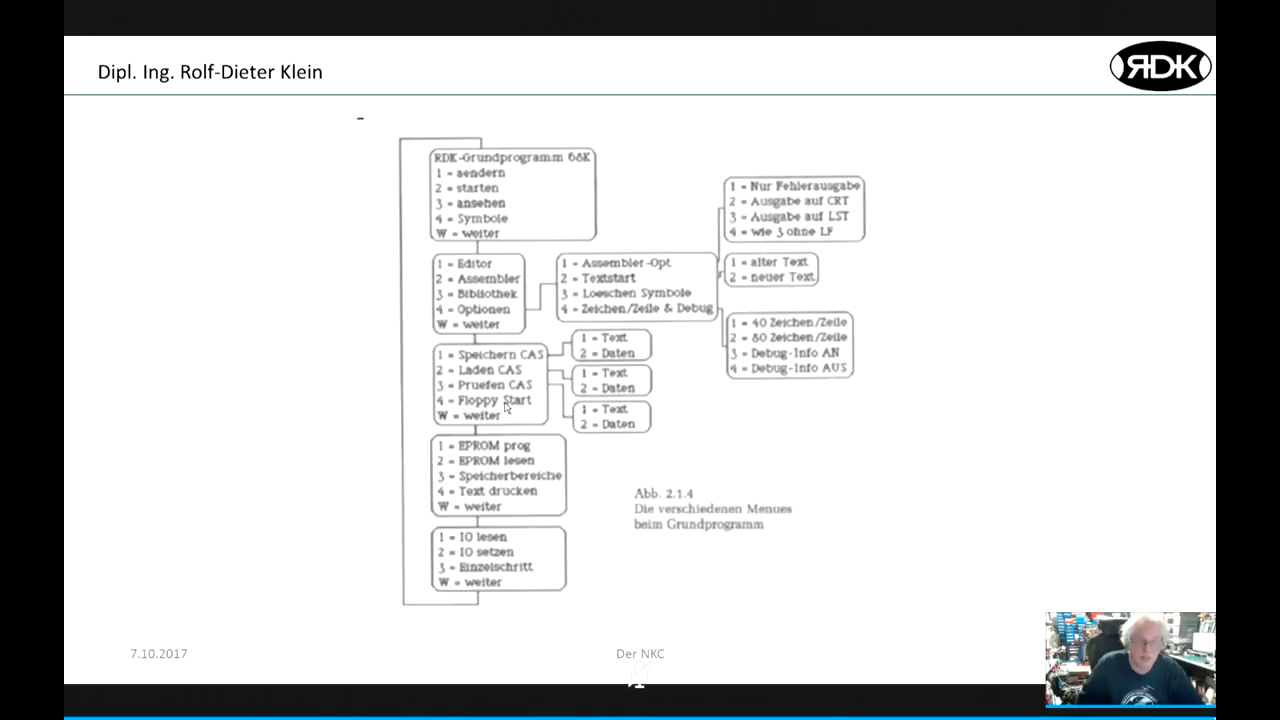 Dipl. Ing. Rolf-Dieter Klein
RDK
-
RDK-Grundprogramm 68K
1 = aendern
2 = starten
3 = ansehen
4 = Symbole
W = weiter
1 = Editor
2 = Assembler
3 = Bibliothek
4 = Optionen
W = weiter
1 = Assembler-Opt
2 = Textstart
3 = Loeschen Symbole
4 = Zeichen/Zeile & Debug
1 = Nur Fehlerausgabe
2 = Ausgabe auf CRT
3 = Ausgabe auf LST
4 = wie 3 ohne LF
1 = alter Text
2 = neuer Text
1 = 40 Zeichen/Zeile
2 = 80 Zeichen/Zeile
3 = Debug-Info AN
4 = Debug-Info AUS
1 = Speichern CAS
2 = Laden CAS
3 = Pruefen CAS
4 = Floppy Start
W = weiter
1 = Text
2 = Daten
1 = Text
2 = Daten
1 = Text
2 = Daten
1 = EPROM prog
2 = EPROM lesen
3 = Speicherbereiche
4 = Text drucken
W = weiter
1 = IO lesen
2 = IO setzen
3 = Einzelschritt
W = weiter
Abb. 2.1.4
Die verschiedenen Menues
beim Grundprogramm
7.10.2017
Der NKC